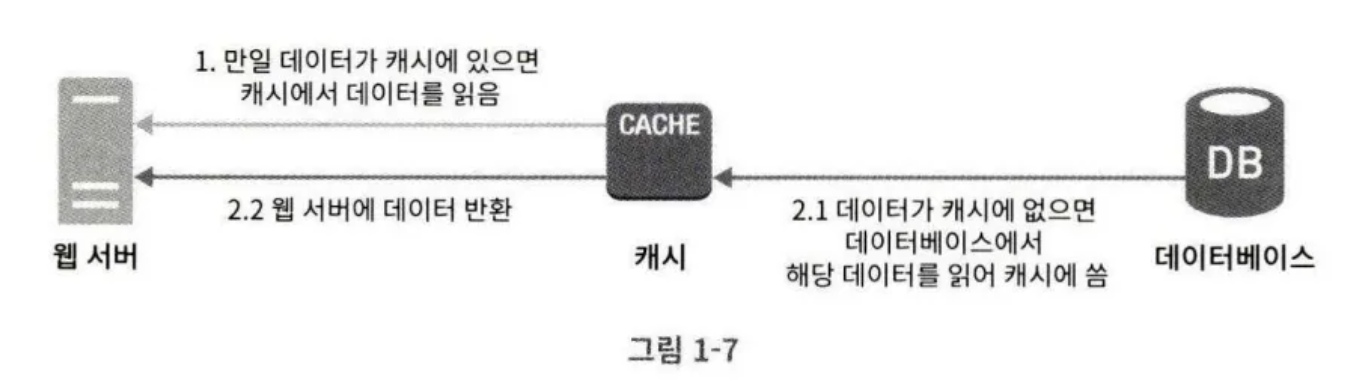 1. 만일 데이터가 캐시에 있으면
캐시에서 데이터를 읽음
CACHE
DB
2.2 웹 서버에 데이터 반환
2.1 데이터가 캐시에 없으면
데이터베이스에서
해당 데이터를 읽어 캐시에 씀
웹 서버
캐시
데이터베이스
그림 1-7